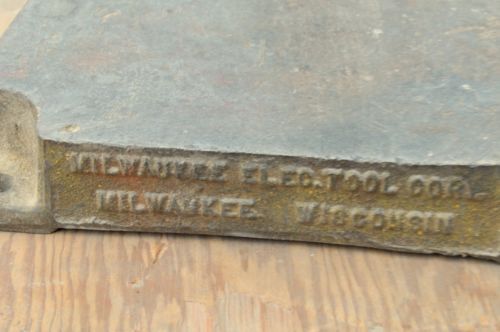 MILWAUKEE ELEC. TOOL CORP.
MILWAUKEE WISCONSIN